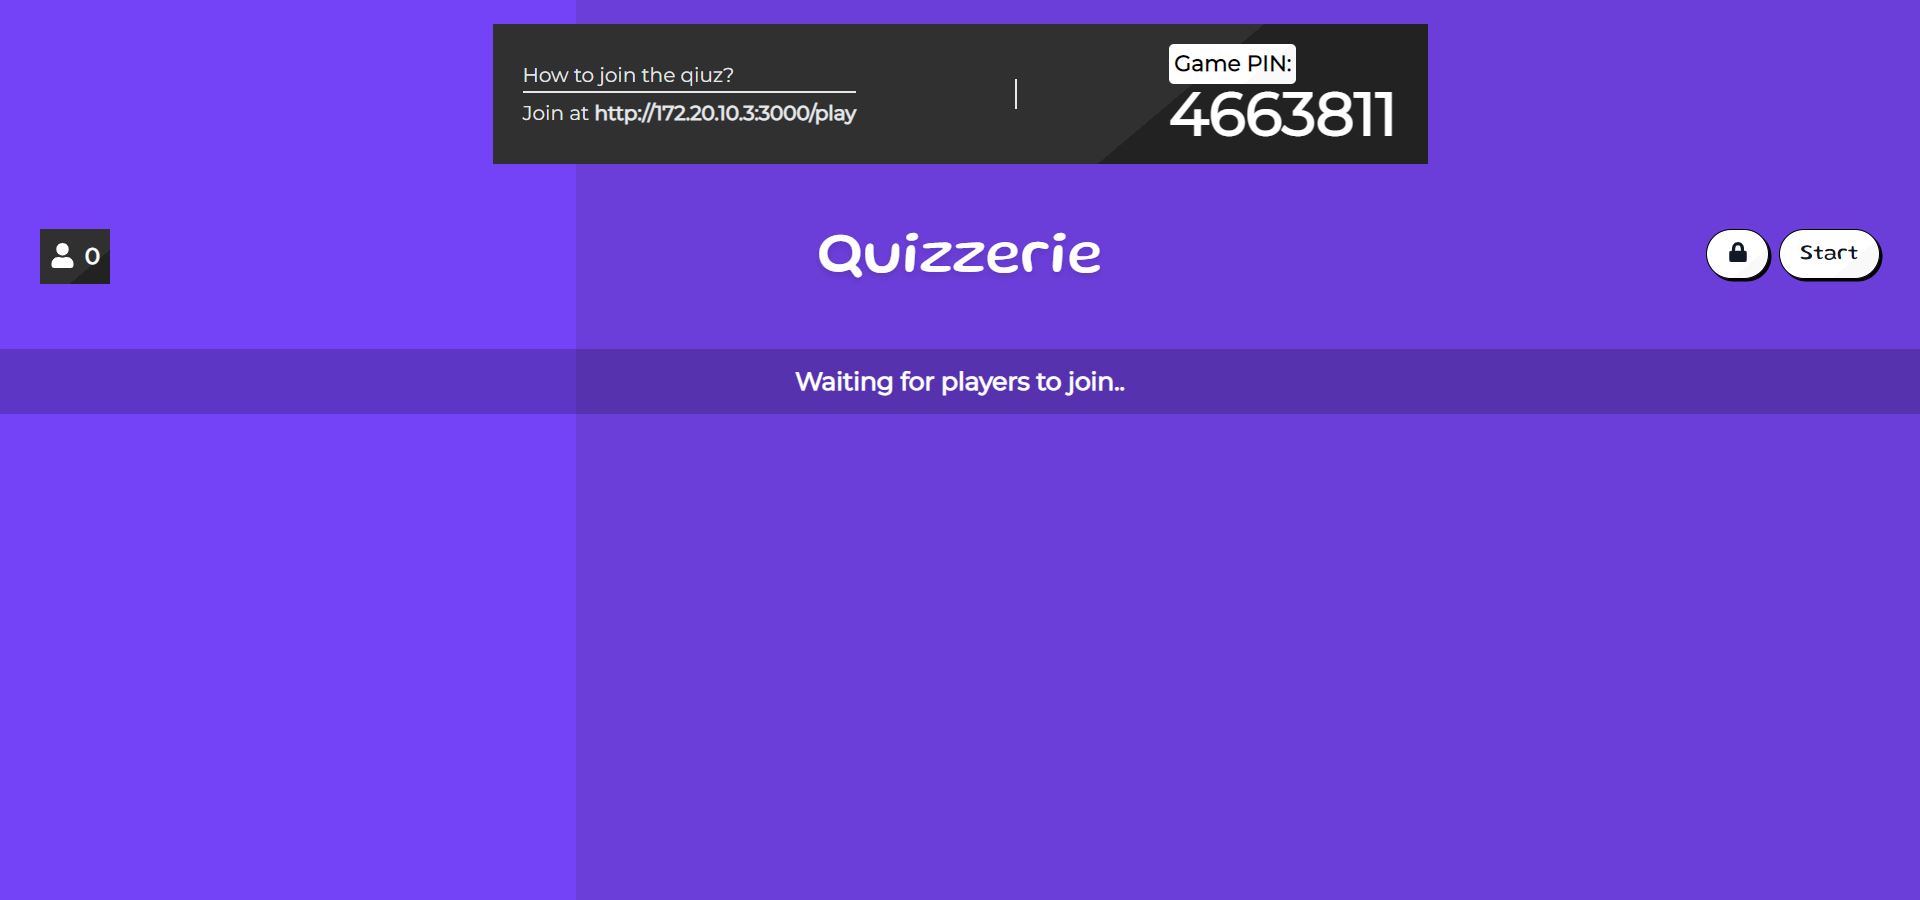 How to join the qiuz?
Join at http://172.20.10.3:3000/play
Game PIN:
4663811
0
Quizzerie
Start
Waiting for players to join..